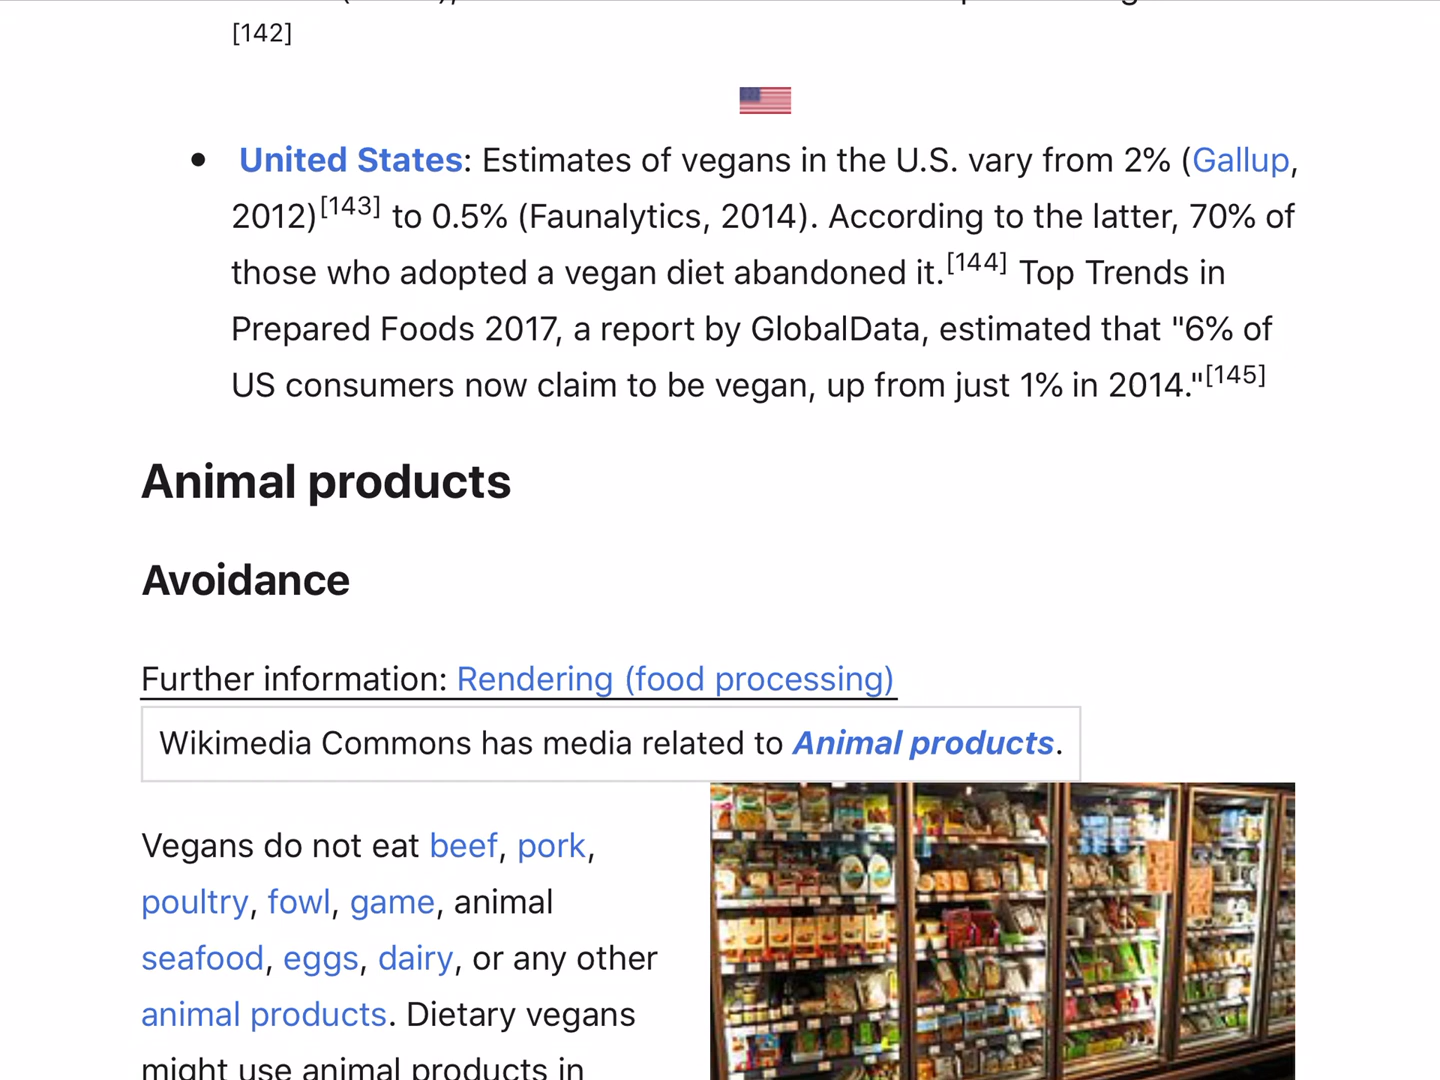 [142]
• United States: Estimates of vegans in the U.S. vary from 2% (Gallup,
2012)[143] to 0.5% (Faunalytics, 2014). According to the latter, 70% of
those who adopted a vegan diet abandoned it.[144] Top Trends in
Prepared Foods 2017, a report by GlobalData, estimated that "6% of
US consumers now claim to be vegan, up from just 1% in 2014."[145]
Animal products
Avoidance
Further information: Rendering (food processing)
Wikimedia Commons has media related to Animal products.
Vegans do not eat beef, pork,
poultry, fowl, game, animal
seafood, eggs, dairy, or any other
animal products. Dietary vegans
might use animal products in